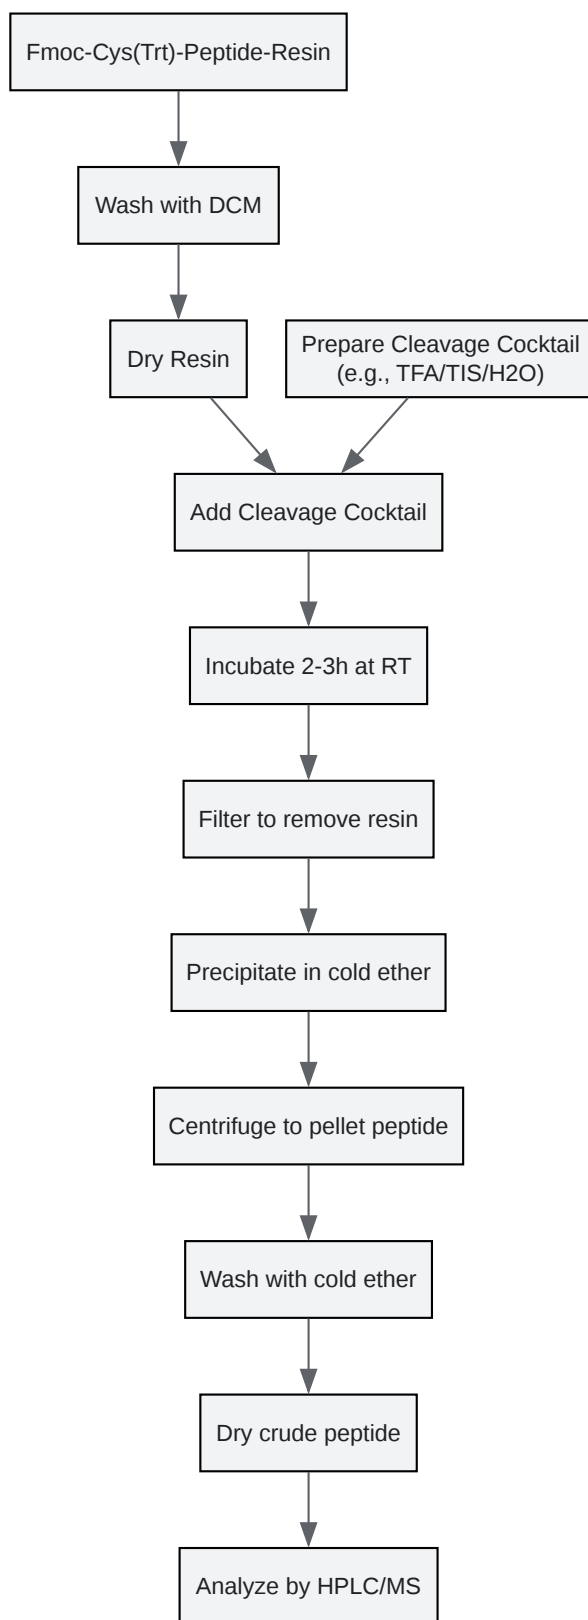 Fmoc-Cys(Trt)-Peptide-Resin
Wash with DCM
Dry Resin
Prepare Cleavage Cocktail
(e.g., TFA/TIS/H2O)
Add Cleavage Cocktail
Incubate 2-3h at RT
Filter to remove resin
Precipitate in cold ether
Centrifuge to pellet peptide
Wash with cold ether
Dry crude peptide
Analyze by HPLC/MS